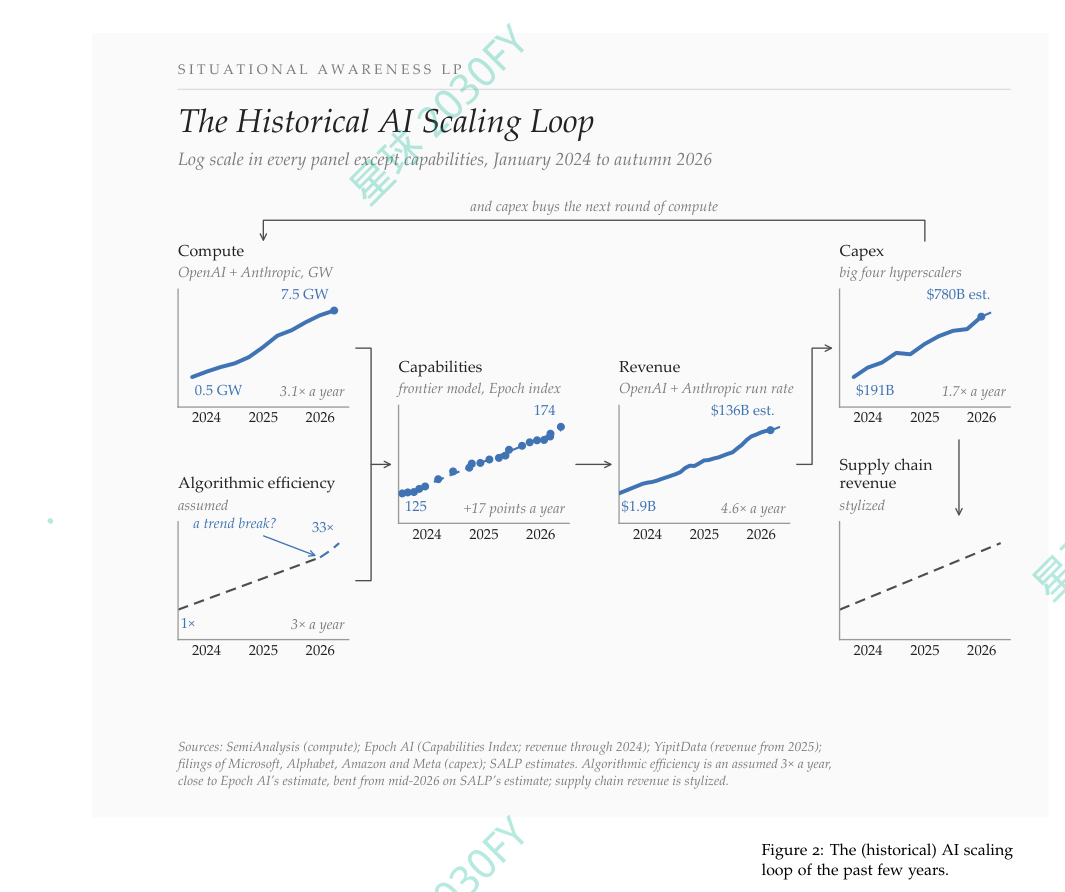 SITUATIONAL AWARENESS LP
The Historical AI Scaling Loop
Log scale in every panel except capabilities, January 2024 to autumn 2026
星球 2030FY
and capex buys the next round of compute
Compute
OpenAI + Anthropic, GW
7.5 GW
0.5 GW
3.1× a year
2024 2025 2026
Capex
big four hyperscalers
$780B est.
$191B
1.7× a year
2024 2025 2026
Capabilities
frontier model, Epoch index
174
125
+17 points a year
2024 2025 2026
Revenue
OpenAI + Anthropic run rate
$136B est.
$1.9B
4.6× a year
2024 2025 2026
Algorithmic efficiency
assumed
a trend break?
33×
1×
3× a year
2024 2025 2026
Supply chain
revenue
stylized
2024 2025 2026
Sources: SemiAnalysis (compute); Epoch AI (Capabilities Index; revenue through 2024); YipitData (revenue from 2025);
filings of Microsoft, Alphabet, Amazon and Meta (capex); SALP estimates. Algorithmic efficiency is an assumed 3× a year,
close to Epoch AI's estimate, bent from mid-2026 on SALP's estimate; supply chain revenue is stylized.
030FY
Figure 2: The (historical) AI scaling
loop of the past few years.